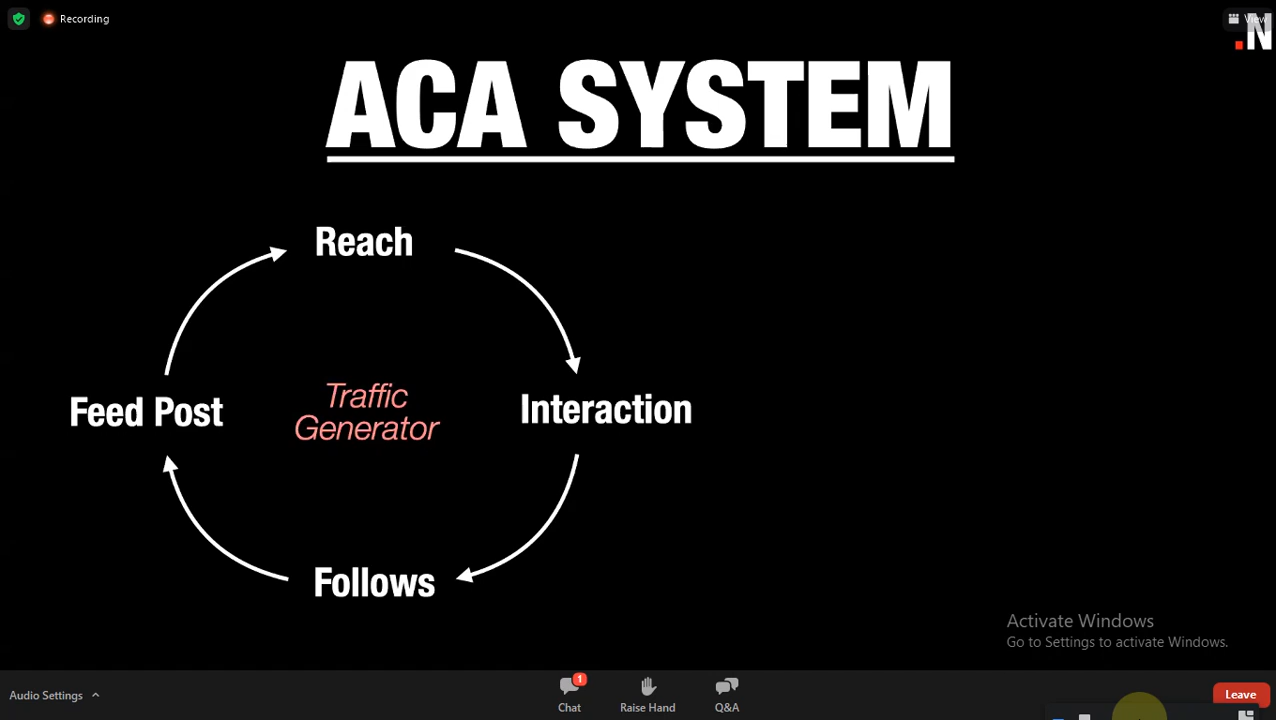 Recording
View
.N
ACA SYSTEM
Reach
Feed Post
Traffic
Generator
Interaction
Follows
Activate Windows
Go to Settings to activate Windows.
Audio Settings
1
Chat
Raise Hand
Q&A
Leave